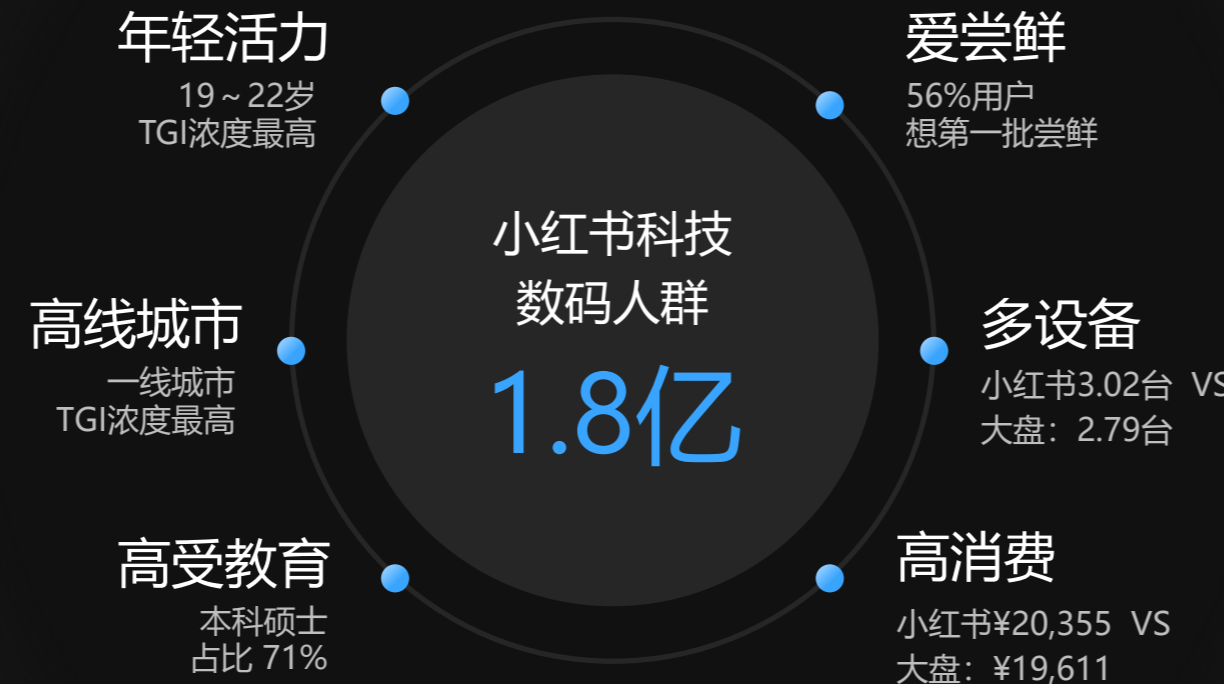 年轻活力
19～22岁
TGI浓度最高
爱尝鲜
56%用户
想第一批尝鲜
小红书科技
数码人群
1.8亿
高线城市
一线城市
TGI浓度最高
多设备
小红书3.02台 VS
大盘：2.79台
高受教育
本科硕士
占比 71%
高消费
小红书¥20,355 VS
大盘：¥19,611